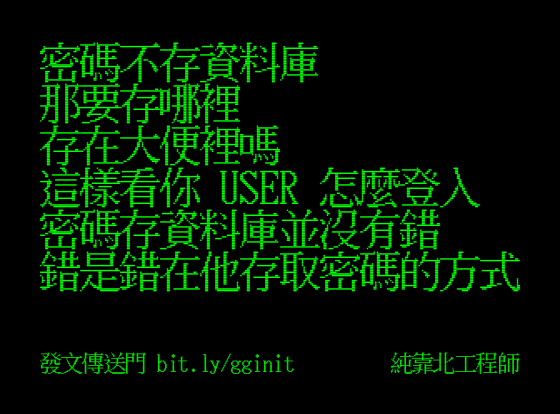 密碼不存資料庫
那要存哪裡
存在大便裡嗎
這樣看你 USER 怎麼登入
密碼存資料庫並沒有錯
錯是錯在他存取密碼的方式
發文傳送門 bit.ly/gginit 純靠北工程師